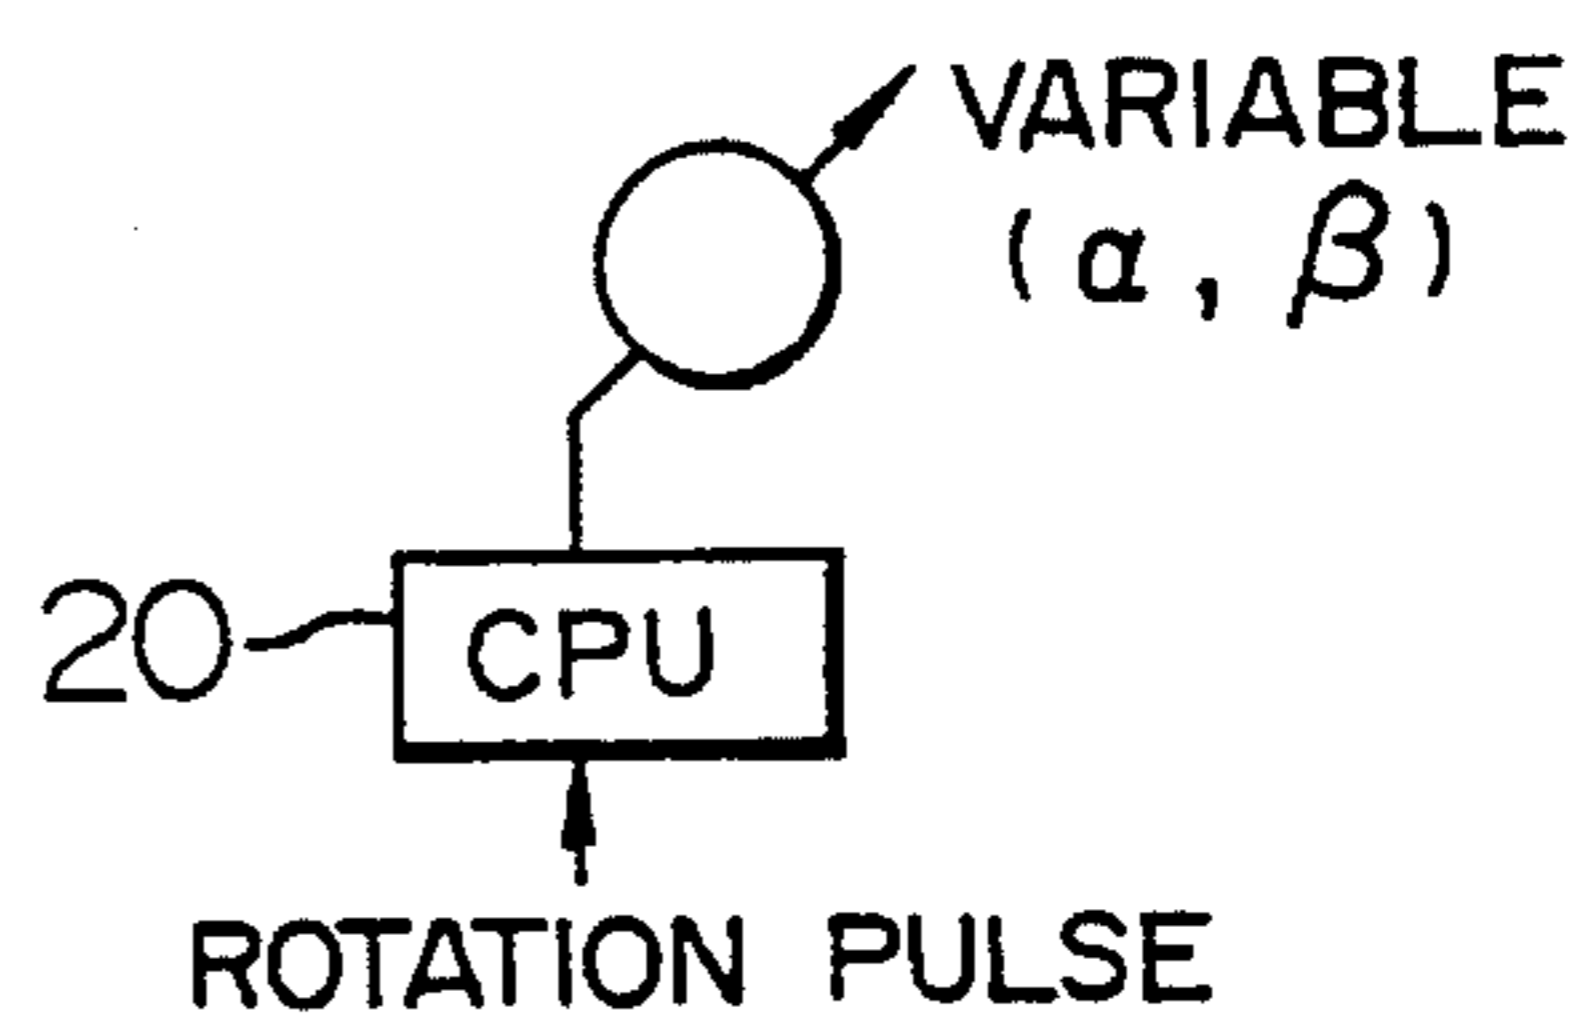 VARIABLE
(α, β)
20
CPU
ROTATION PULSE